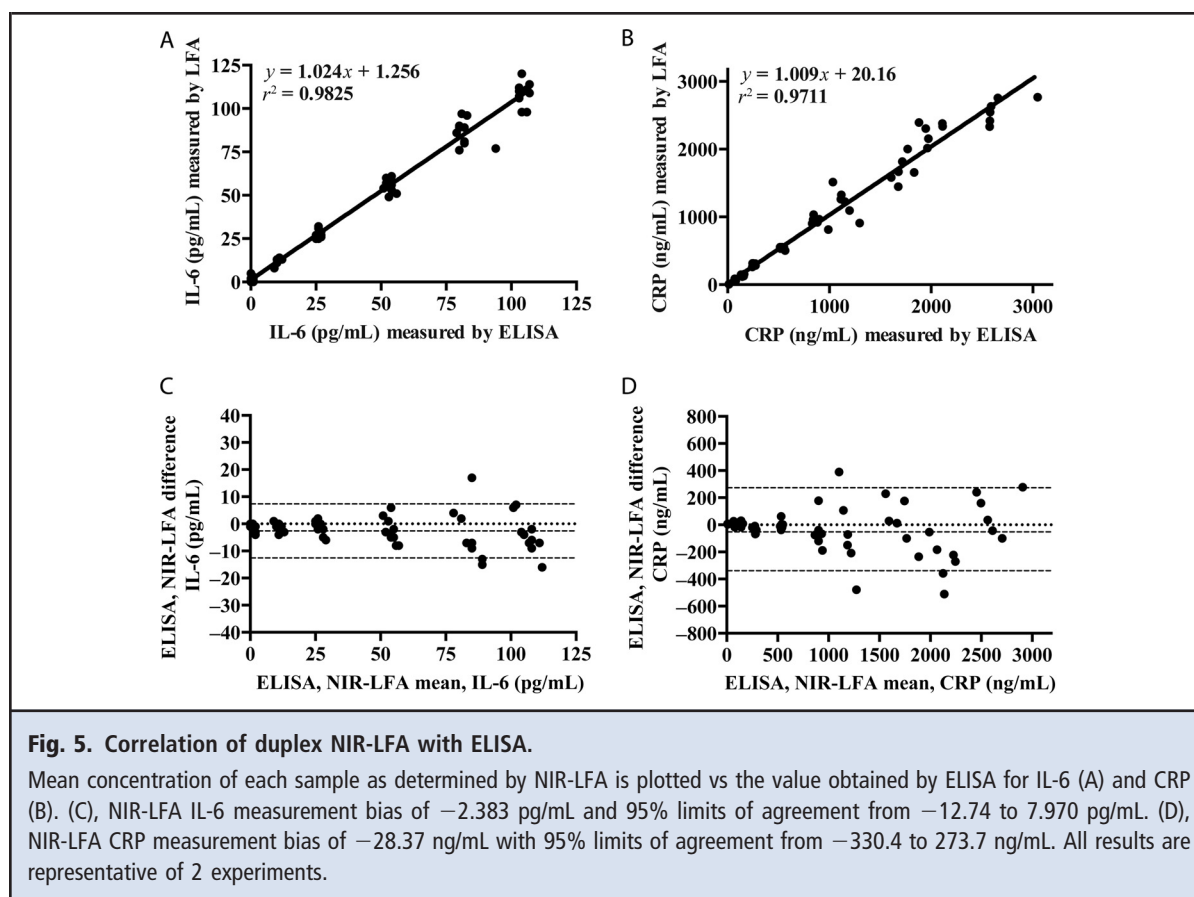 A
y = 1.024x + 1.256
r² = 0.9825
IL-6 (pg/mL) measured by LFA
125
100
75
50
25
0
0 25 50 75 100 125
IL-6 (pg/mL) measured by ELISA
B
y = 1.009x + 20.16
r² = 0.9711
CRP (ng/mL) measured by LFA
3000
2000
1000
0
0 1000 2000 3000
CRP (ng/mL) measured by ELISA
C
ELISA, NIR-LFA difference
IL-6 (pg/mL)
40
30
20
10
0
−10
−20
−30
−40
0 25 50 75 100 125
ELISA, NIR-LFA mean, IL-6 (pg/mL)
D
ELISA, NIR-LFA difference
CRP (ng/mL)
800
600
400
200
0
−200
−400
−600
−800
0 500 1000 1500 2000 2500 3000
ELISA, NIR-LFA mean, CRP (ng/mL)
Fig. 5. Correlation of duplex NIR-LFA with ELISA.
Mean concentration of each sample as determined by NIR-LFA is plotted vs the value obtained by ELISA for IL-6 (A) and CRP
(B). (C), NIR-LFA IL-6 measurement bias of −2.383 pg/mL and 95% limits of agreement from −12.74 to 7.970 pg/mL. (D),
NIR-LFA CRP measurement bias of −28.37 ng/mL with 95% limits of agreement from −330.4 to 273.7 ng/mL. All results are
representative of 2 experiments.